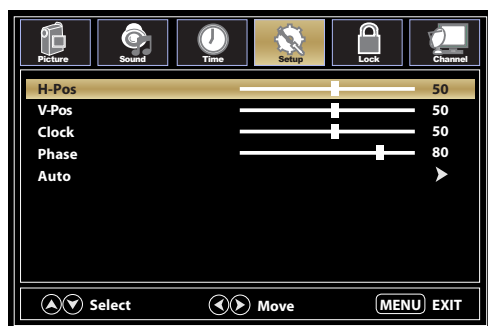 Picture Sound Time Setup Lock Channel
H-Pos 50
V-Pos 50
Clock 50
Phase 80
Auto
Select Move MENU EXIT